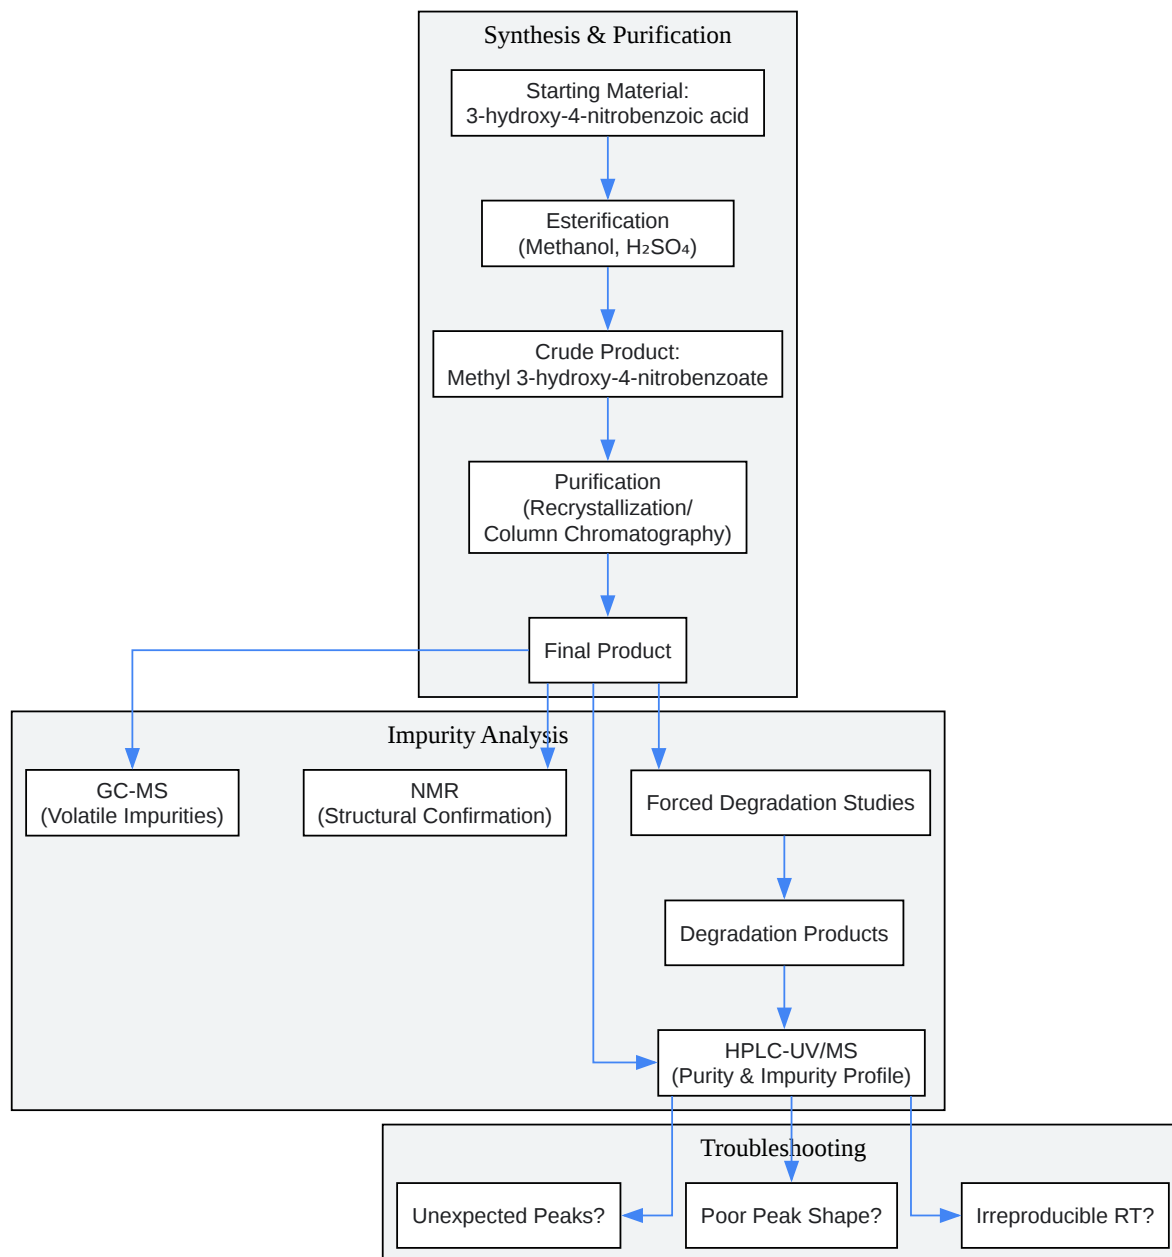 Synthesis & Purification
Starting Material:
3-hydroxy-4-nitrobenzoic acid
Esterification
(Methanol, H₂SO₄)
Crude Product:
Methyl 3-hydroxy-4-nitrobenzoate
Purification
(Recrystallization/
Column Chromatography)
Final Product
Impurity Analysis
GC-MS
(Volatile Impurities)
NMR
(Structural Confirmation)
Forced Degradation Studies
Degradation Products
HPLC-UV/MS
(Purity & Impurity Profile)
Troubleshooting
Unexpected Peaks?
Poor Peak Shape?
Irreproducible RT?